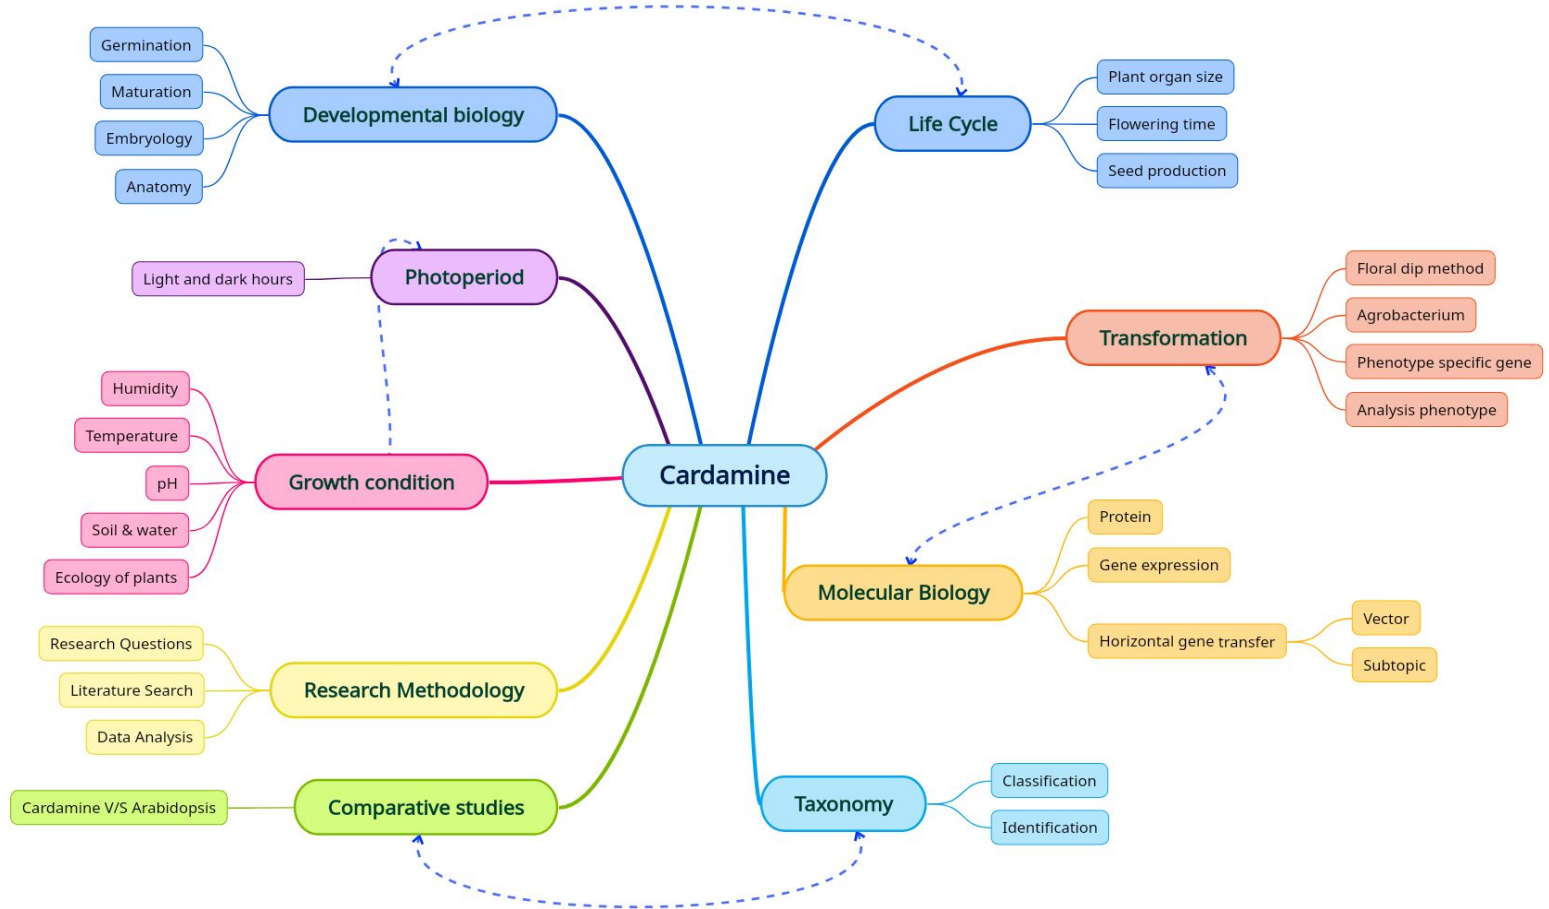 Cardamine
Developmental biology
Germination
Maturation
Embryology
Anatomy
Photoperiod
Light and dark hours
Growth condition
Humidity
Temperature
pH
Soil & water
Ecology of plants
Research Methodology
Research Questions
Literature Search
Data Analysis
Comparative studies
Cardamine V/S Arabidopsis
Life Cycle
Plant organ size
Flowering time
Seed production
Transformation
Floral dip method
Agrobacterium
Phenotype specific gene
Analysis phenotype
Molecular Biology
Protein
Gene expression
Horizontal gene transfer
Vector
Subtopic
Taxonomy
Classification
Identification